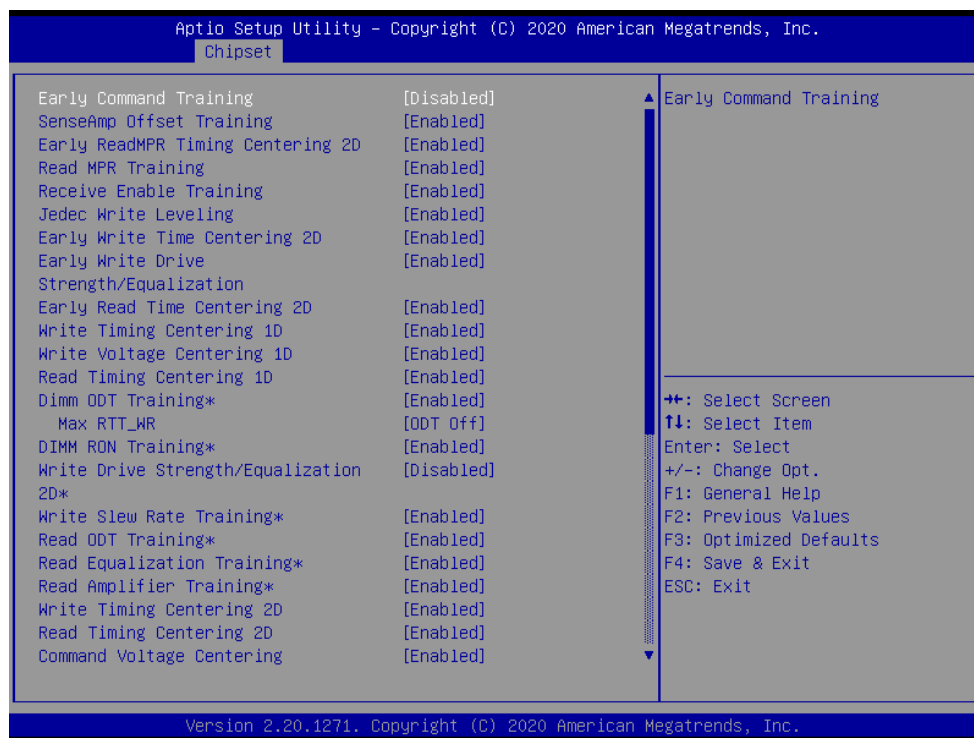 Aptio Setup Utility – Copyright (C) 2020 American Megatrends, Inc.
Chipset
Early Command Training [Disabled]
SenseAmp Offset Training [Enabled]
Early ReadMPR Timing Centering 2D [Enabled]
Read MPR Training [Enabled]
Receive Enable Training [Enabled]
Jedec Write Leveling [Enabled]
Early Write Time Centering 2D [Enabled]
Early Write Drive [Enabled]
Strength/Equalization
Early Read Time Centering 2D [Enabled]
Write Timing Centering 1D [Enabled]
Write Voltage Centering 1D [Enabled]
Read Timing Centering 1D [Enabled]
Dimm ODT Training* [Enabled]
Max RTT_WR [ODT Off]
DIMM RON Training* [Enabled]
Write Drive Strength/Equalization [Disabled]
2D*
Write Slew Rate Training* [Enabled]
Read ODT Training* [Enabled]
Read Equalization Training* [Enabled]
Read Amplifier Training* [Enabled]
Write Timing Centering 2D [Enabled]
Read Timing Centering 2D [Enabled]
Command Voltage Centering [Enabled]
Early Command Training
→←: Select Screen
↑↓: Select Item
Enter: Select
+/-: Change Opt.
F1: General Help
F2: Previous Values
F3: Optimized Defaults
F4: Save & Exit
ESC: Exit
Version 2.20.1271. Copyright (C) 2020 American Megatrends, Inc.